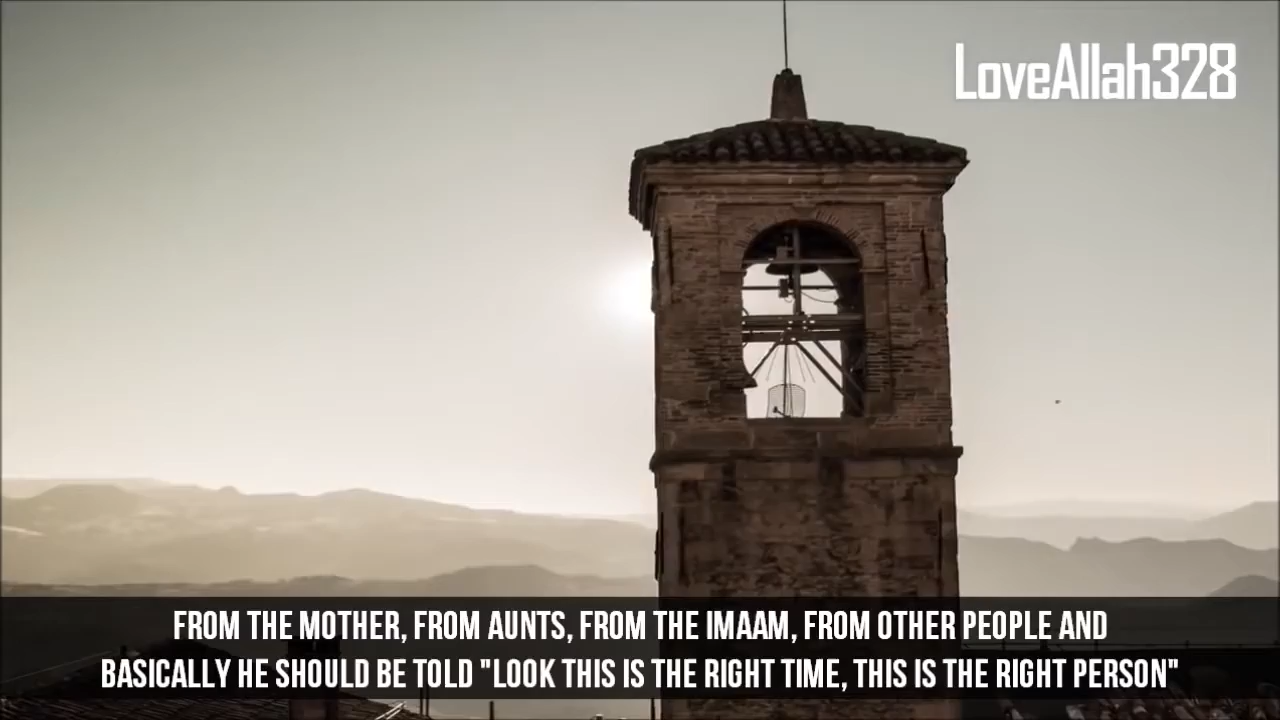 LoveAllah328
FROM THE MOTHER, FROM AUNTS, FROM THE IMAAM, FROM OTHER PEOPLE AND
BASICALLY HE SHOULD BE TOLD "LOOK THIS IS THE RIGHT TIME, THIS IS THE RIGHT PERSON"